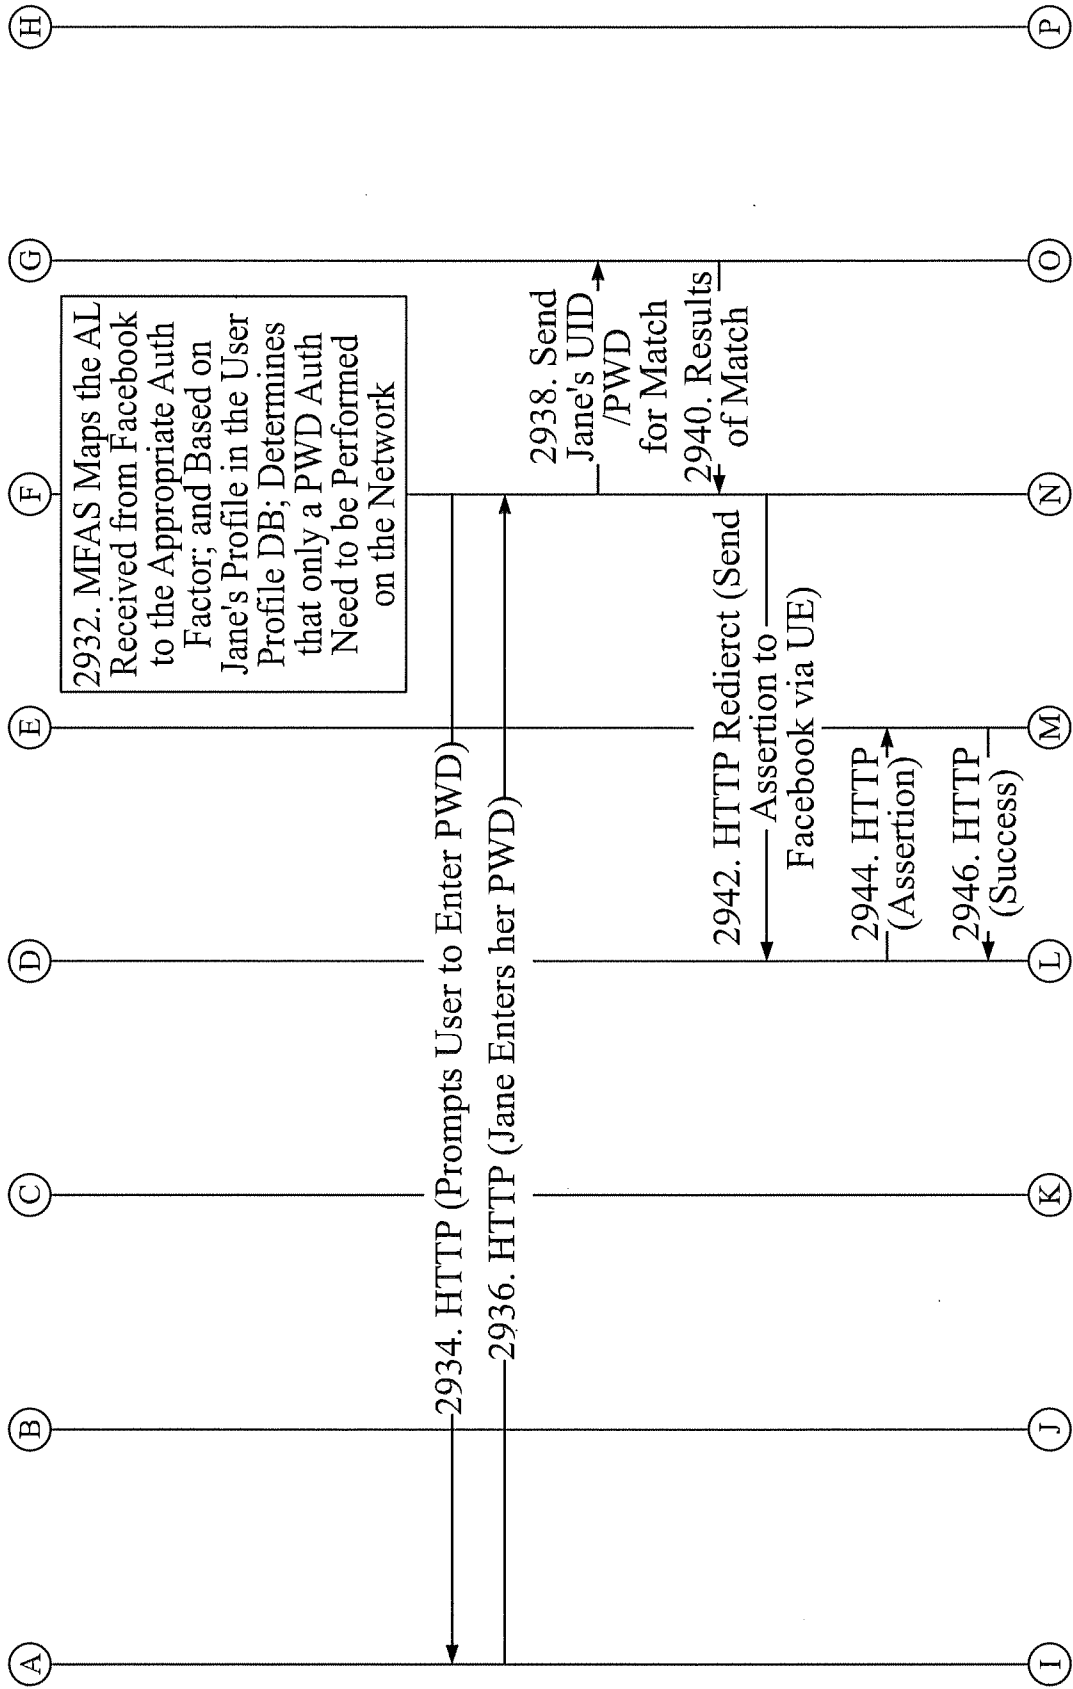 A
B
C
D
E
F
G
H
2932. MFAS Maps the AL
Received from Facebook
to the Appropriate Auth
Factor; and Based on
Jane's Profile in the User
Profile DB; Determines
that only a PWD Auth
Need to be Performed
on the Network
2934. HTTP (Prompts User to Enter PWD)
2936. HTTP (Jane Enters her PWD)
2938. Send
Jane's UID
/PWD
for Match
2940. Results
of Match
2942. HTTP Redierct (Send
Assertion to
Facebook via UE)
2944. HTTP
(Assertion)
2946. HTTP
(Success)
I
J
K
L
M
N
O
P